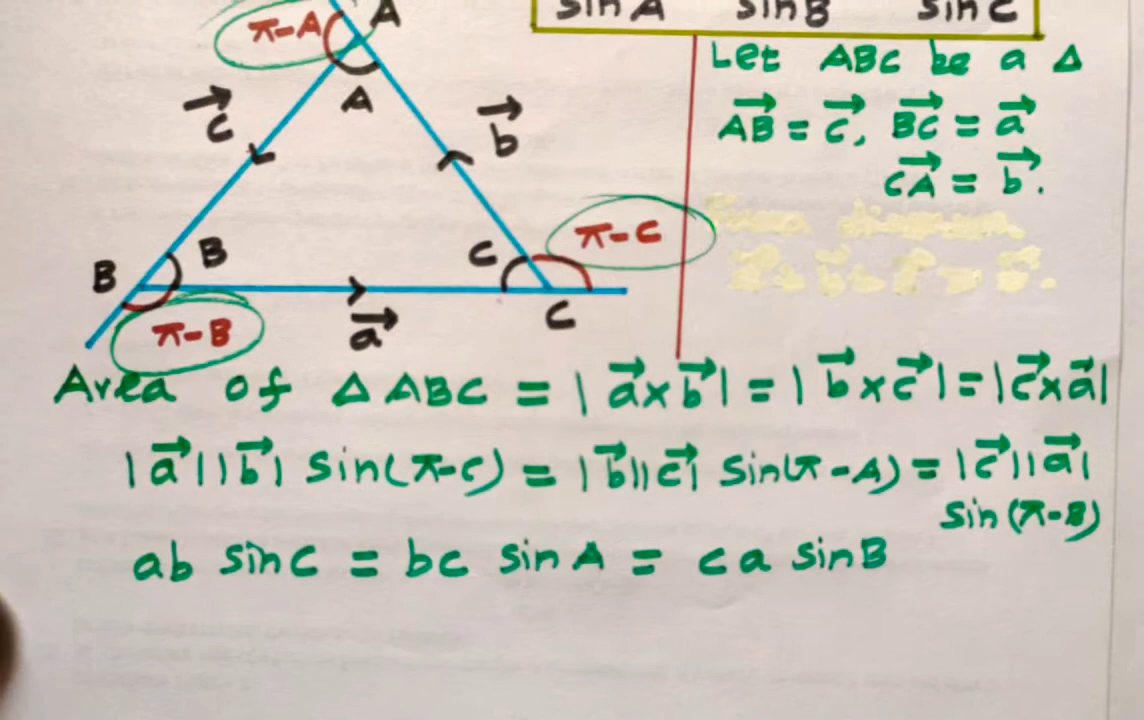 π-A A
sin A sin B sin C
Let ABC be a Δ
A
c⃗
b⃗
AB⃗ = c⃗, BC⃗ = a⃗
CA⃗ = b⃗.
π-C
B B
C
C
π-B
a⃗
Area of Δ ABC = |a⃗×b⃗| = |b⃗×c⃗| = |c⃗×a⃗|
|a⃗||b⃗| sin(π-C) = |b⃗||c⃗| sin(π-A) = |c⃗||a⃗|
sin(π-B)
ab sin C = bc sin A = ca sin B